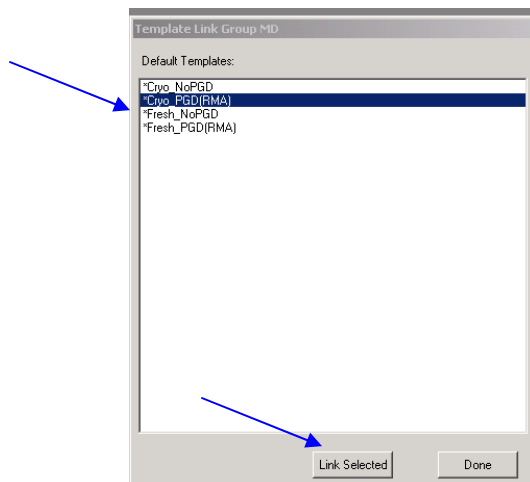 Template Link Group MD
Default Templates:
*Cryo_NoPGD
*Cryo_PGD(RMA)
*Fresh_NoPGD
*Fresh_PGD(RMA)
Link Selected
Done